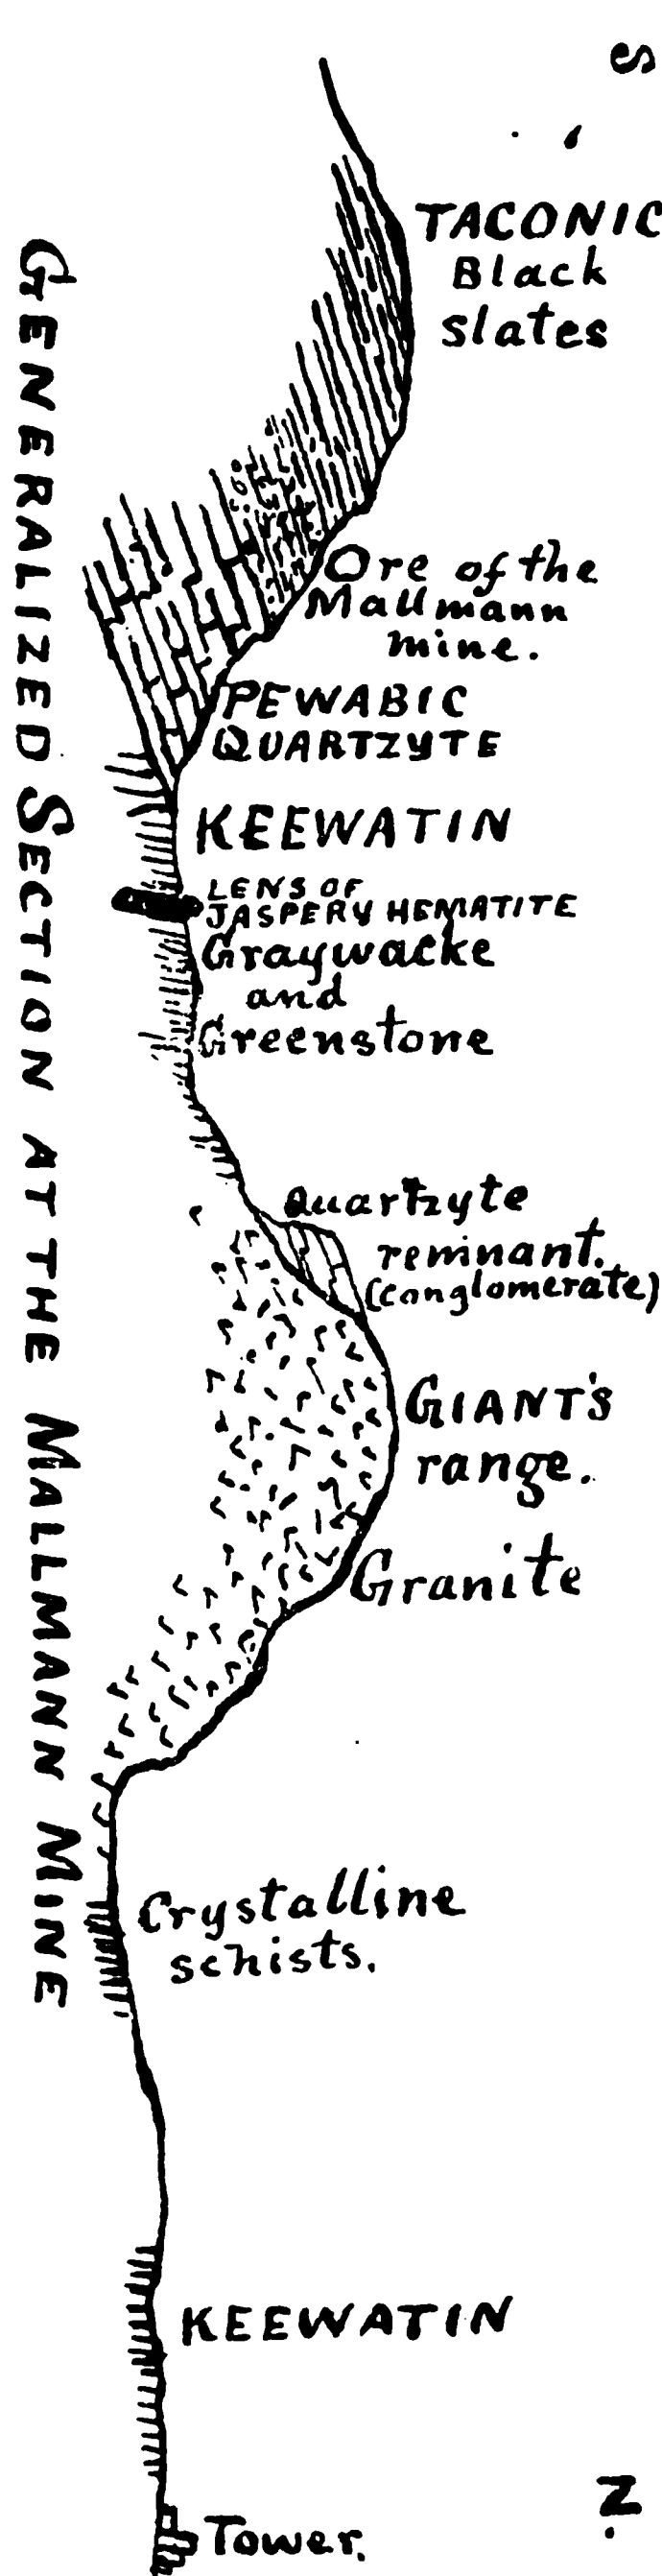 S.
TACONIC
Black
slates
Ore of the
Mallmann
mine.
PEWABIC
QUARTZYTE
KEEWATIN
LENS OF
JASPERY HEMATITE
Graywacke
and
Greenstone
Quartzyte
remnant.
(conglomerate)
GIANT'S
range.
Granite
Crystalline
schists.
KEEWATIN
N.
Tower.
GENERALIZED SECTION AT THE MALLMANN MINE